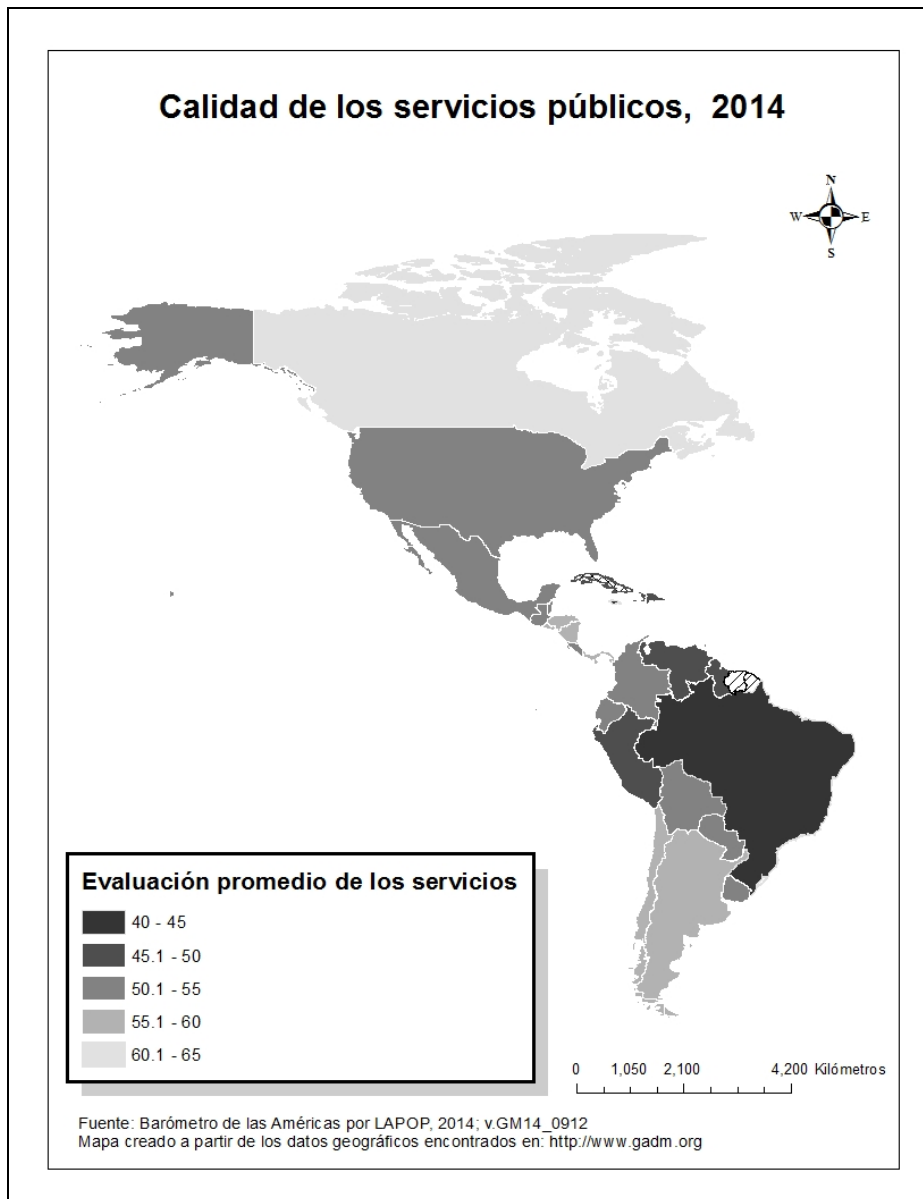 Calidad de los servicios públicos, 2014
N
W E
S
Evaluación promedio de los servicios
40 - 45
45.1 - 50
50.1 - 55
55.1 - 60
60.1 - 65
0 1,050 2,100 4,200 Kilómetros
Fuente: Barómetro de las Américas por LAPOP, 2014; v.GM14_0912
Mapa creado a partir de los datos geográficos encontrados en: http://www.gadm.org